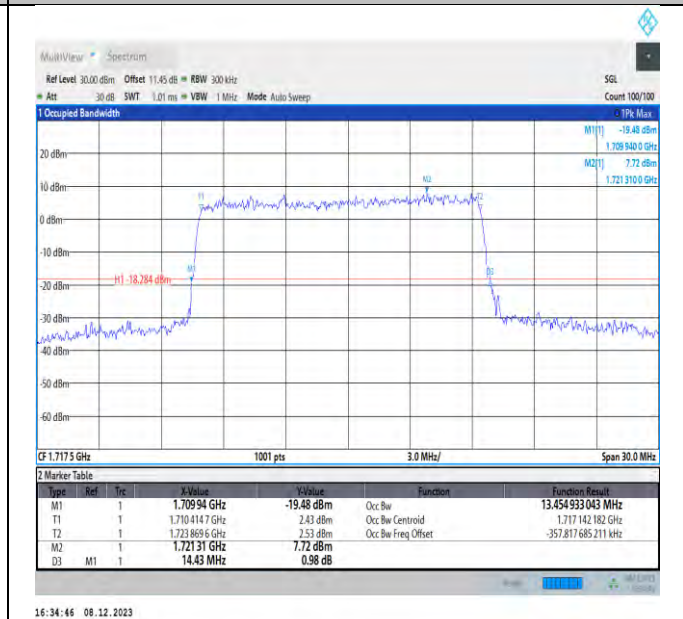 MultiView Spectrum
Ref Level 30.00 dBm Offset 11.45 dB RBW 300 kHz SGL
Att 30 dB SWT 1.01 ms VBW 1 MHz Mode Auto Sweep Count 100/100
1 Occupied Bandwidth 1Pk Max
M1[1] -19.48 dBm
1.709 940 0 GHz
M2[1] 7.72 dBm
1.721 310 0 GHz
20 dBm
10 dBm
M2
T1 T2
0 dBm
-10 dBm
M1 D3
H1 -18.284 dBm
-20 dBm
-30 dBm
-40 dBm
-50 dBm
-60 dBm
CF 1.717 5 GHz 1001 pts 3.0 MHz/ Span 30.0 MHz
2 Marker Table
Type Ref Trc X-Value Y-Value Function Function Result
M1 1 1.709 94 GHz -19.48 dBm Occ Bw 13.454 933 043 MHz
T1 1 1.710 414 7 GHz 2.43 dBm Occ Bw Centroid 1.717 142 182 GHz
T2 1 1.723 869 6 GHz 2.53 dBm Occ Bw Freq Offset -357.817 685 211 kHz
M2 1 1.721 31 GHz 7.72 dBm
D3 M1 1 14.43 MHz 0.98 dB
16:34:46 08.12.2023